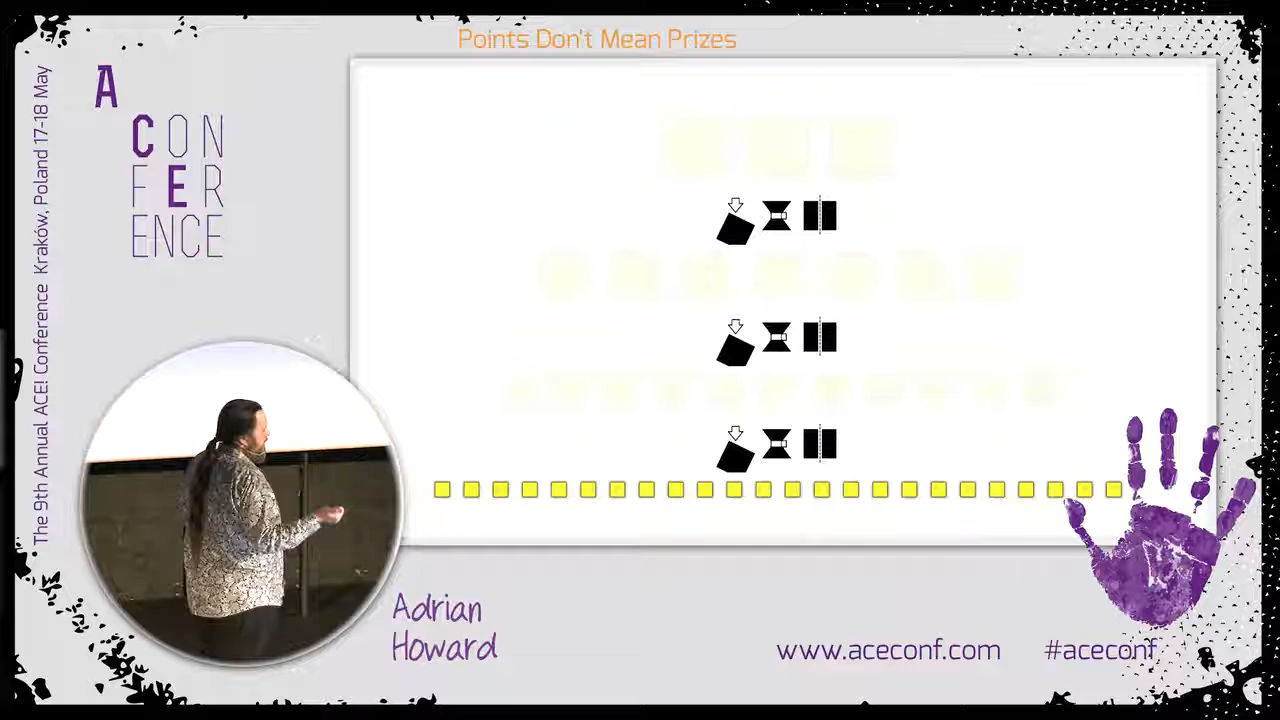 Points Don't Mean Prizes
The 9th Annual ACE! Conference Kraków, Poland 17-18 May
A
CON
FER
ENCE
Adrian
Howard
www.aceconf.com
#aceconf